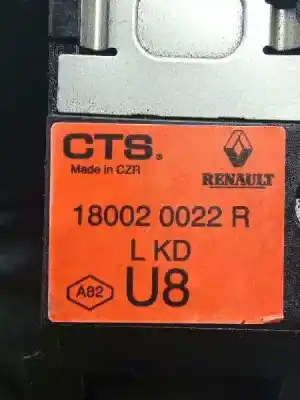 CTS.
Made in CZR
RENAULT
18002 0022 R
L KD
A82
U8